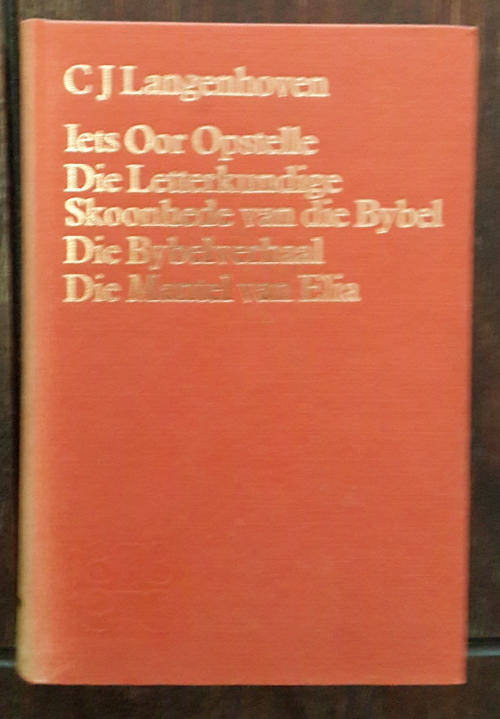 C J Langenhoven
Iets Oor Opstelle
Die Letterkundige
Skoonhede van die Bybel
Die Bybelverhaal
Die Mantel van Elia